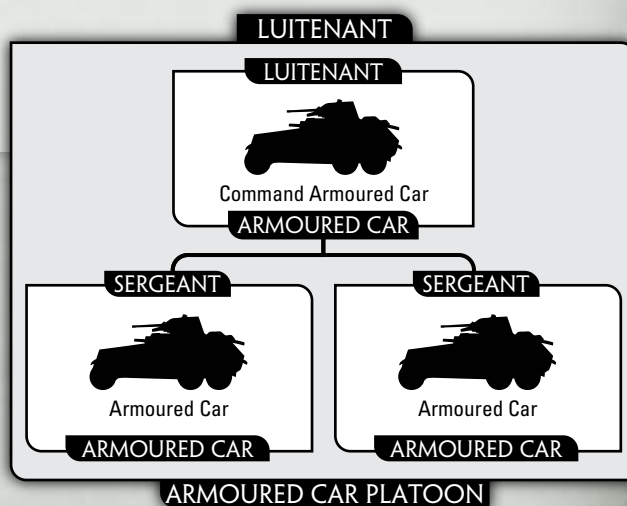 LUITENANT
LUITENANT
Command Armoured Car
ARMOURED CAR
SERGEANT
Armoured Car
ARMOURED CAR
SERGEANT
Armoured Car
ARMOURED CAR
ARMOURED CAR PLATOON